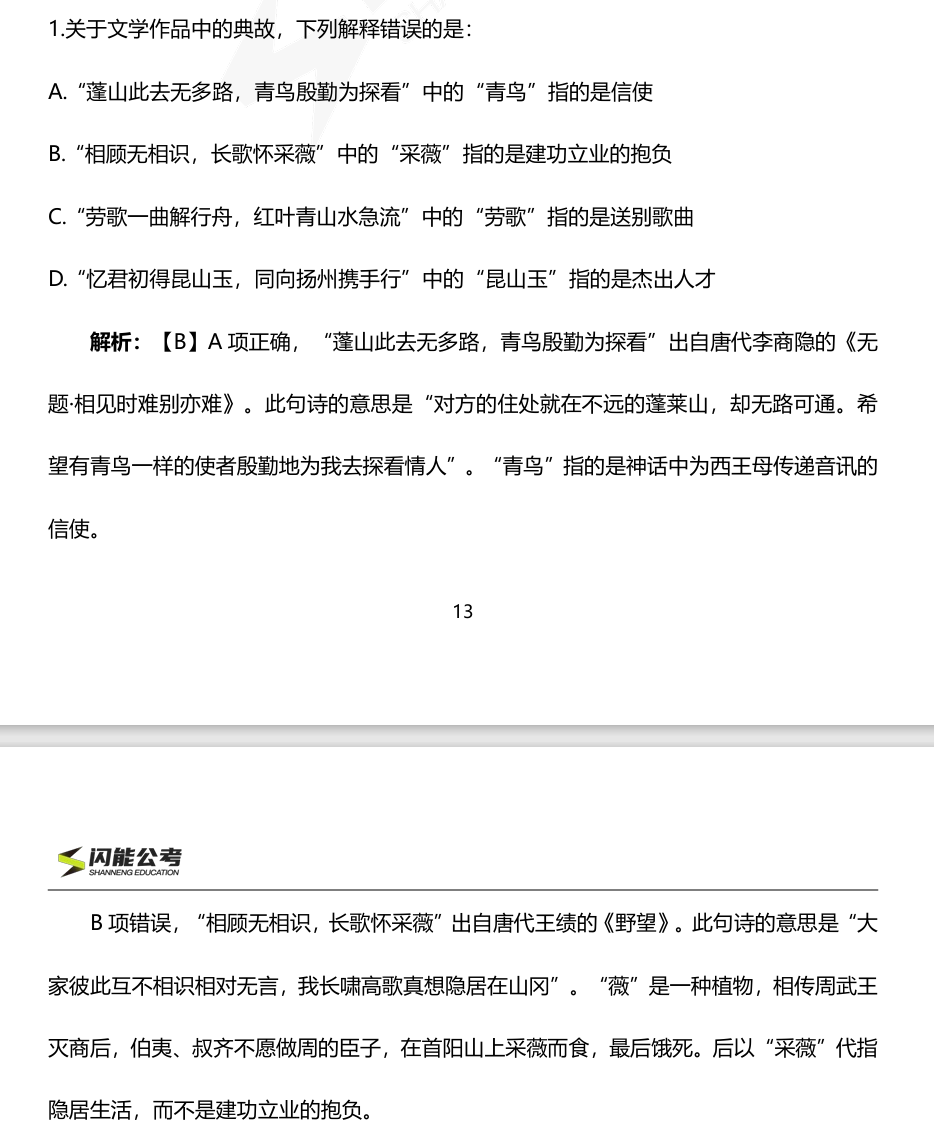 1.关于文学作品中的典故，下列解释错误的是：
A.“蓬山此去无多路，青鸟殷勤为探看”中的“青鸟”指的是信使
B.“相顾无相识，长歌怀采薇”中的“采薇”指的是建功立业的抱负
C.“劳歌一曲解行舟，红叶青山水急流”中的“劳歌”指的是送别歌曲
D.“忆君初得昆山玉，同向扬州携手行”中的“昆山玉”指的是杰出人才
解析：【B】A 项正确，“蓬山此去无多路，青鸟殷勤为探看”出自唐代李商隐的《无
题·相见时难别亦难》。此句诗的意思是“对方的住处就在不远的蓬莱山，却无路可通。希
望有青鸟一样的使者殷勤地为我去探看情人”。“青鸟”指的是神话中为西王母传递音讯的
信使。
13
闪能公考
SHANNENG EDUCATION
B 项错误，“相顾无相识，长歌怀采薇”出自唐代王绩的《野望》。此句诗的意思是“大
家彼此互不相识相对无言，我长啸高歌真想隐居在山冈”。“薇”是一种植物，相传周武王
灭商后，伯夷、叔齐不愿做周的臣子，在首阳山上采薇而食，最后饿死。后以“采薇”代指
隐居生活，而不是建功立业的抱负。